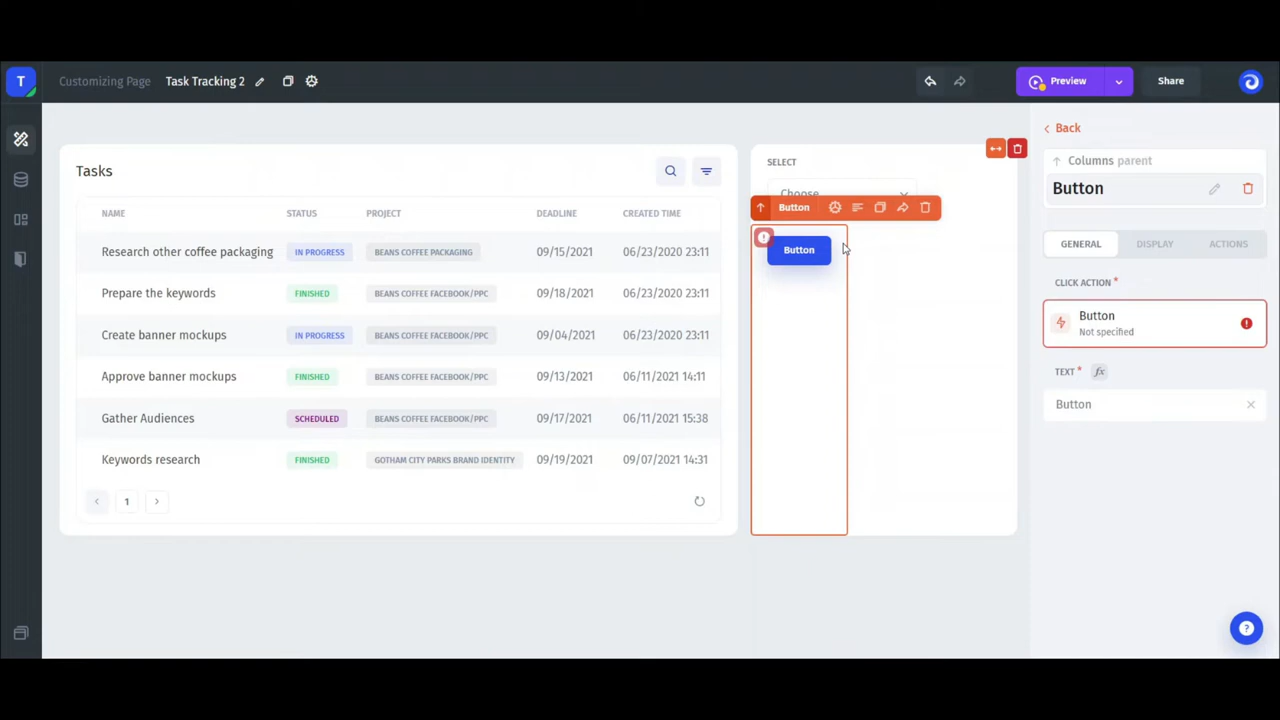 T
Customizing Page
Task Tracking 2
Preview
Share
Tasks
NAME STATUS PROJECT DEADLINE CREATED TIME
Research other coffee packaging IN PROGRESS BEANS COFFEE PACKAGING 09/15/2021 06/23/2020 23:11
Prepare the keywords FINISHED BEANS COFFEE FACEBOOK/PPC 09/18/2021 06/23/2020 23:11
Create banner mockups IN PROGRESS BEANS COFFEE FACEBOOK/PPC 09/04/2021 06/23/2020 23:11
Approve banner mockups FINISHED BEANS COFFEE FACEBOOK/PPC 09/13/2021 06/11/2021 14:11
Gather Audiences SCHEDULED BEANS COFFEE FACEBOOK/PPC 09/17/2021 06/11/2021 15:38
Keywords research FINISHED GOTHAM CITY PARKS BRAND IDENTITY 09/19/2021 09/07/2021 14:31
1
SELECT
Choose
Button
Button
Back
Columns parent
Button
GENERAL DISPLAY ACTIONS
CLICK ACTION *
Button
Not specified
TEXT * fx
Button